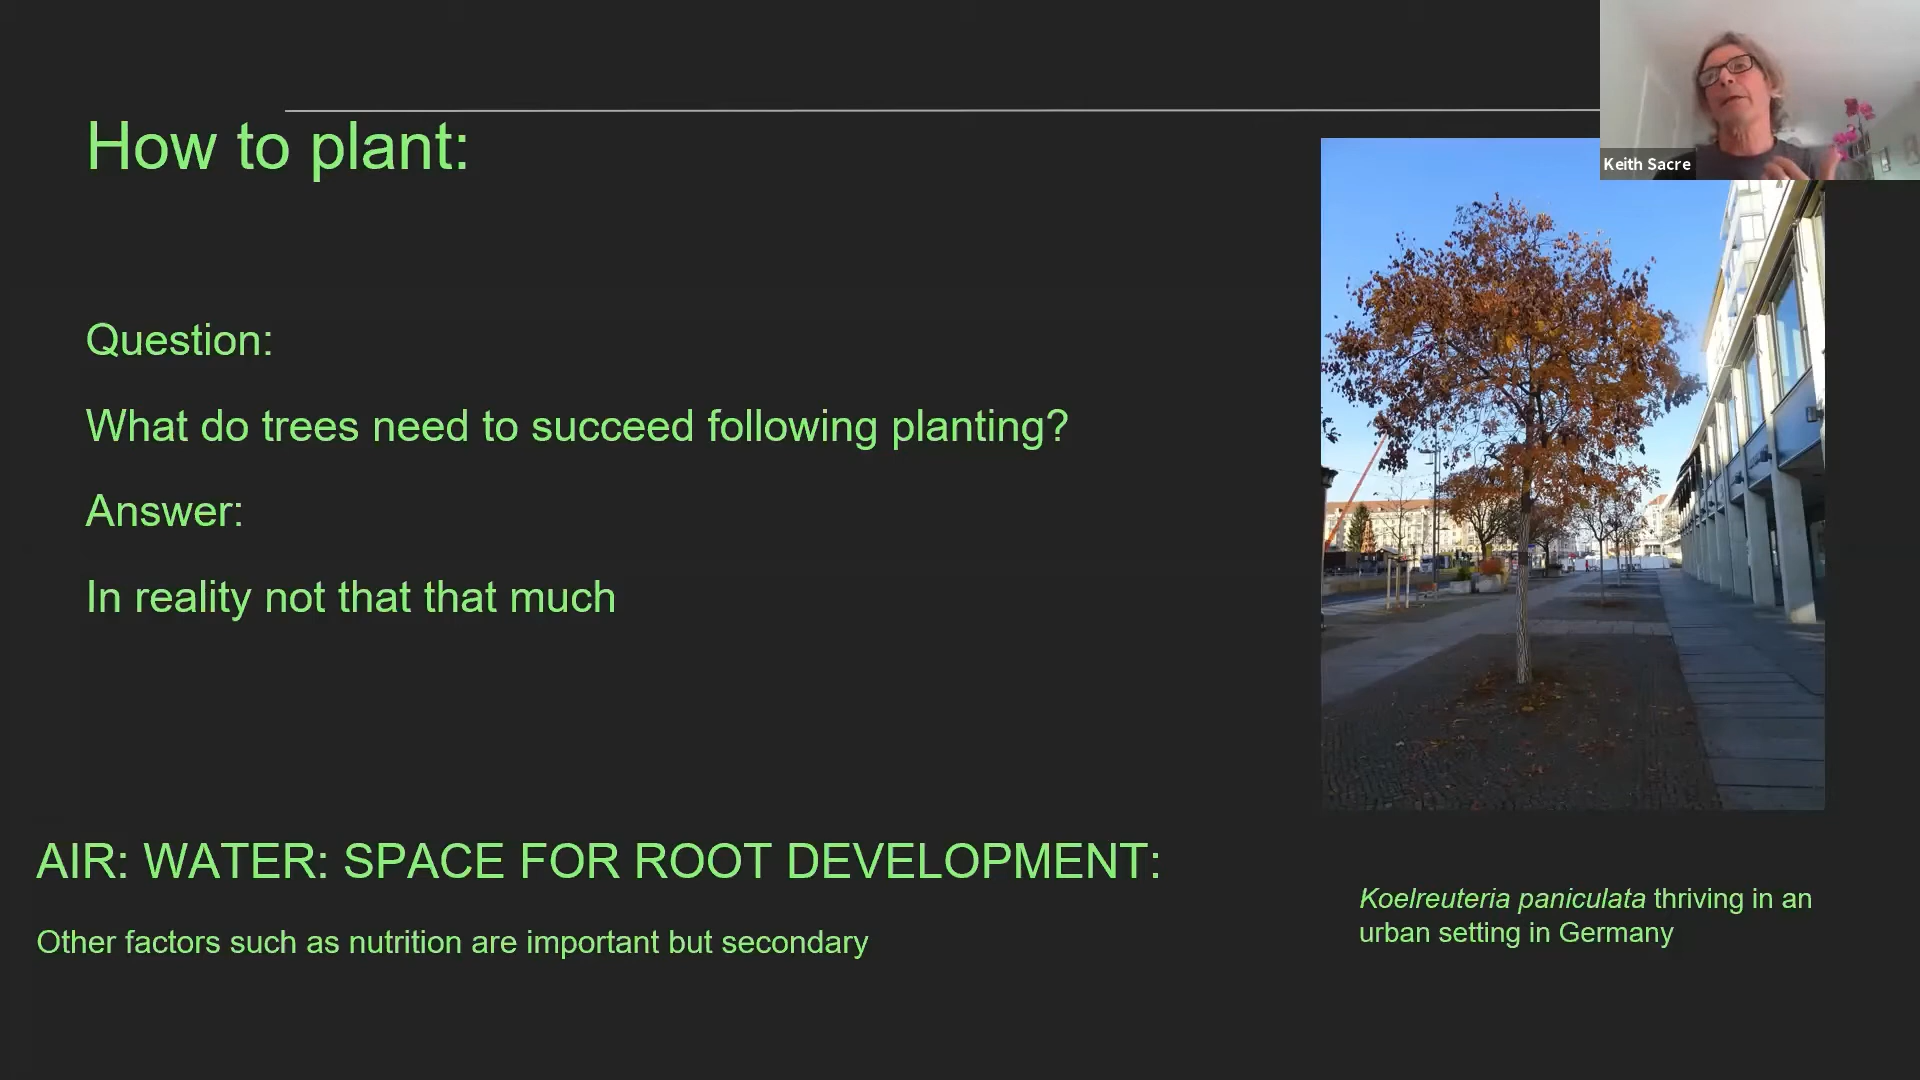 How to plant:
Keith Sacre
Question:
What do trees need to succeed following planting?
Answer:
In reality not that that much
AIR: WATER: SPACE FOR ROOT DEVELOPMENT:
Other factors such as nutrition are important but secondary
Koelreuteria paniculata thriving in an
urban setting in Germany